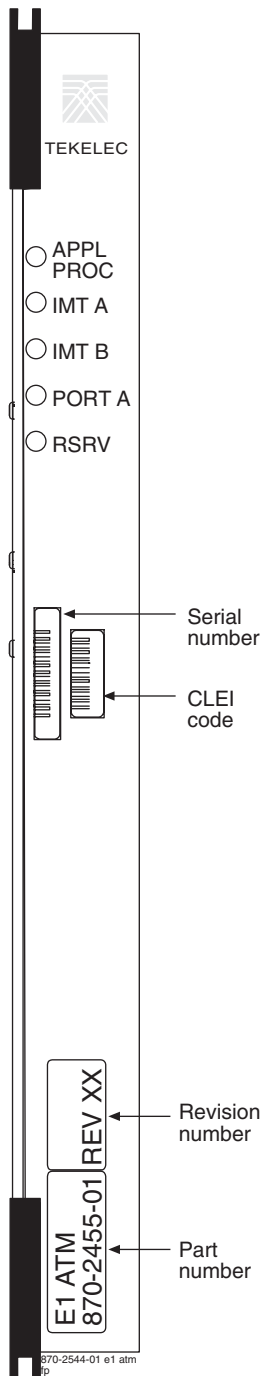 TEKELEC
APPL
PROC
IMT A
IMT B
PORT A
RSRV
Serial
number
CLEI
code
REV XX
Revision
number
E1 ATM
870-2455-01
Part
number
870-2544-01 e1 atm
fp